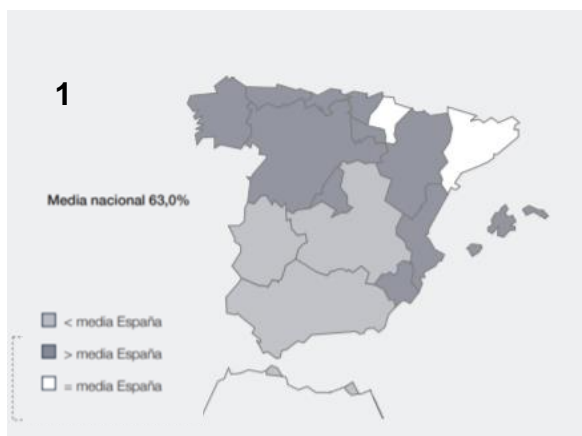 1
Media nacional 63,0%
< media España
> media España
= media España